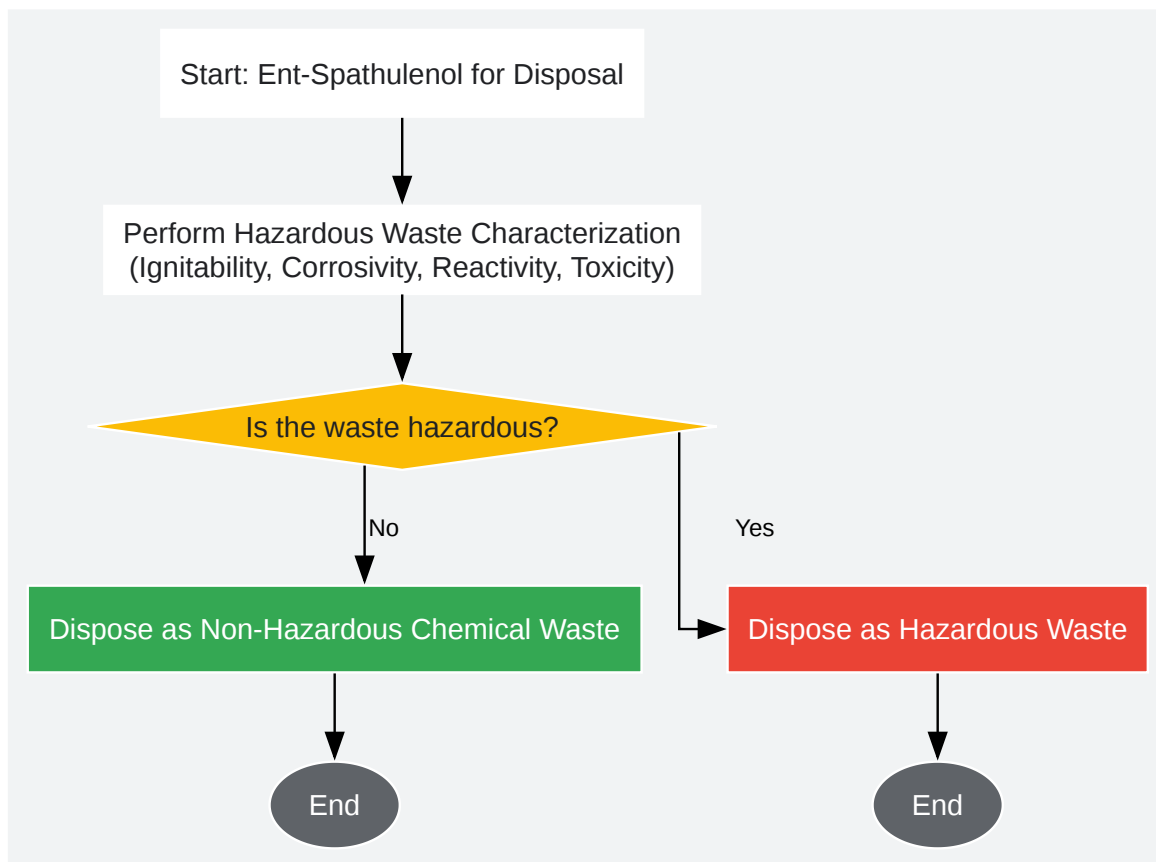 Start: Ent-Spathulenol for Disposal
Perform Hazardous Waste Characterization
(Ignitability, Corrosivity, Reactivity, Toxicity)
Is the waste hazardous?
No
Yes
Dispose as Non-Hazardous Chemical Waste
Dispose as Hazardous Waste
End
End